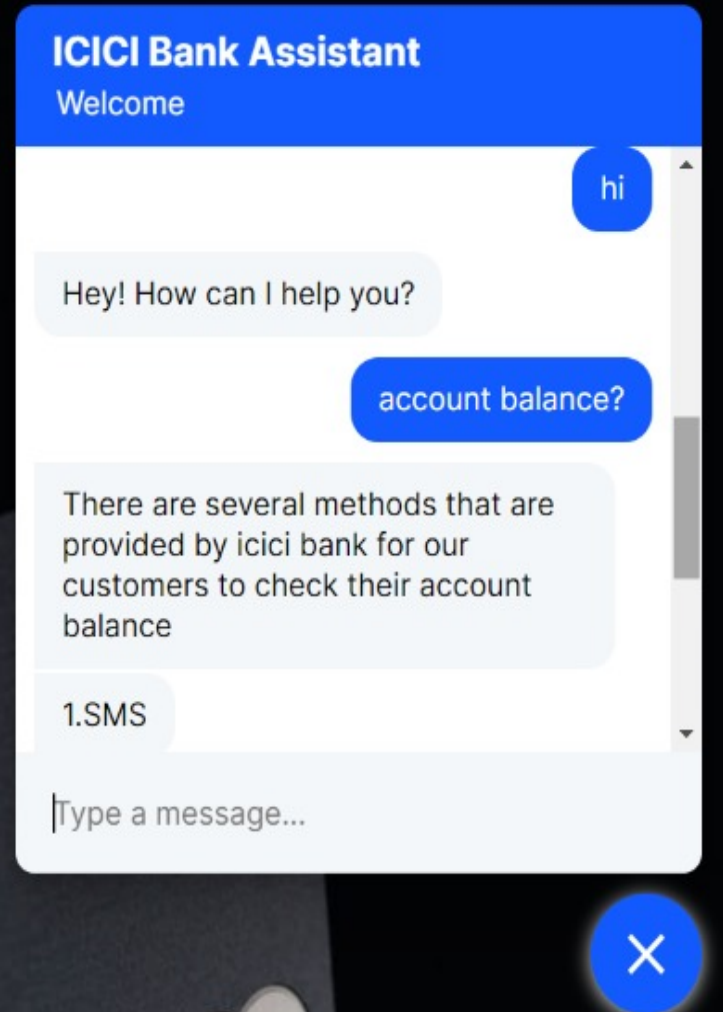 ICICI Bank Assistant
Welcome
hi
Hey! How can I help you?
account balance?
There are several methods that are
provided by icici bank for our
customers to check their account
balance
1.SMS
Type a message...